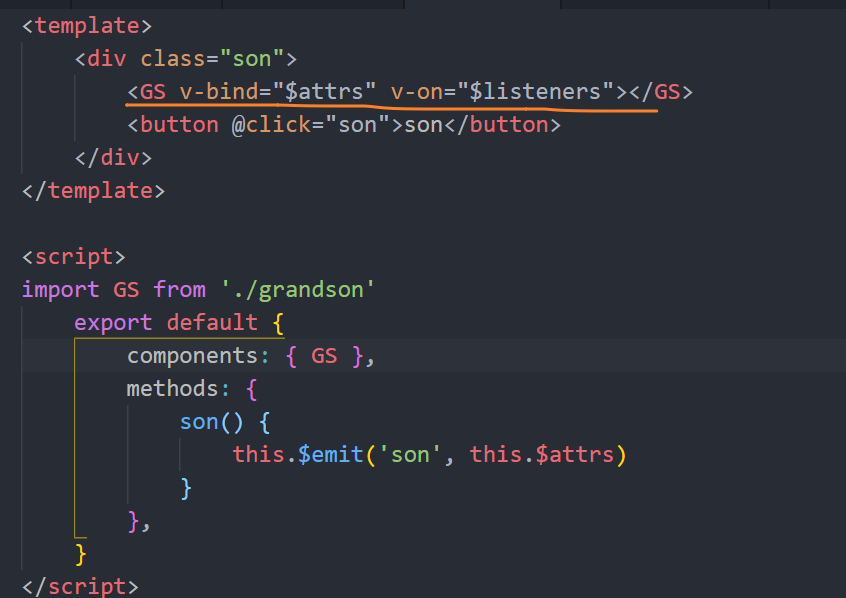 <template>
    <div class="son">
        <GS v-bind="$attrs" v-on="$listeners"></GS>
        <button @click="son">son</button>
    </div>
</template>

<script>
import GS from './grandson'
    export default {
        components: { GS },
        methods: {
            son() {
                this.$emit('son', this.$attrs)
            }
        },
    }
</script>